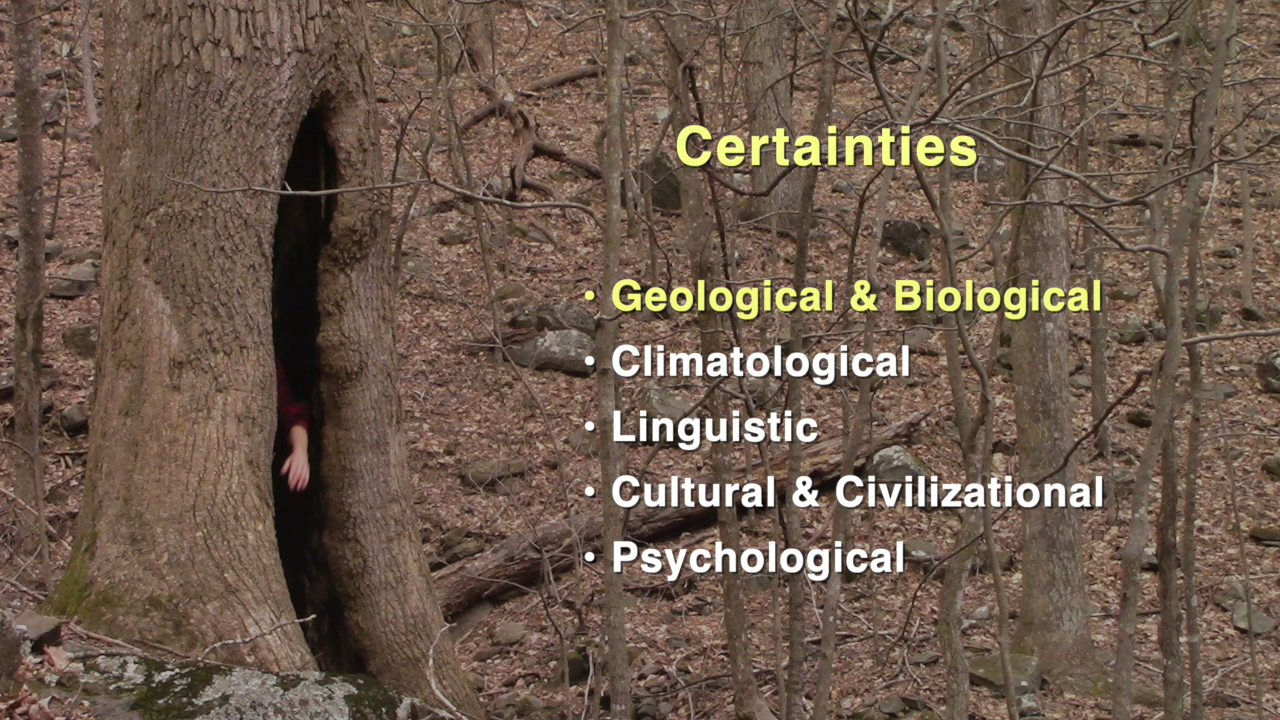 Certainties
• Geological & Biological
• Climatological
• Linguistic
• Cultural & Civilizational
• Psychological